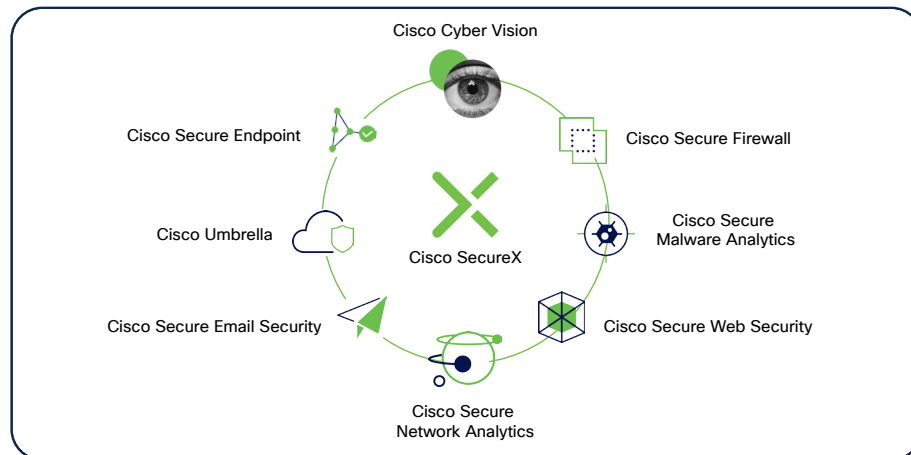 Cisco Cyber Vision
Cisco Secure Endpoint
Cisco Secure Firewall
Cisco Umbrella
Cisco SecureX
Cisco Secure
Malware Analytics
Cisco Secure Email Security
Cisco Secure Web Security
Cisco Secure
Network Analytics